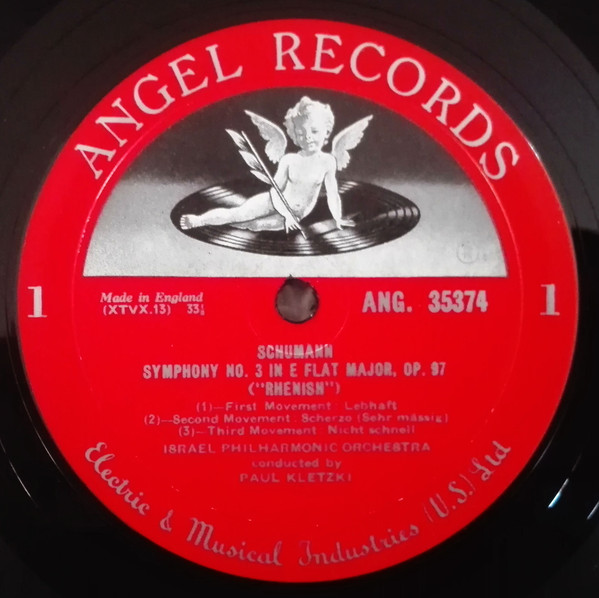 ANGEL RECORDS
1
1
Made in England
(XTVX.13) 33⅓
ANG. 35374
SCHUMANN
SYMPHONY NO. 3 IN E FLAT MAJOR, OP. 97
("RHENISH")
(1)—First Movement Lebhaft
(2)—Second Movement Scherzo (Sehr mässig)
(3)—Third Movement Nicht schnell
ISRAEL PHILHARMONIC ORCHESTRA
conducted by
PAUL KLETZKI
Electric & Musical Industries (U.S.) Ltd